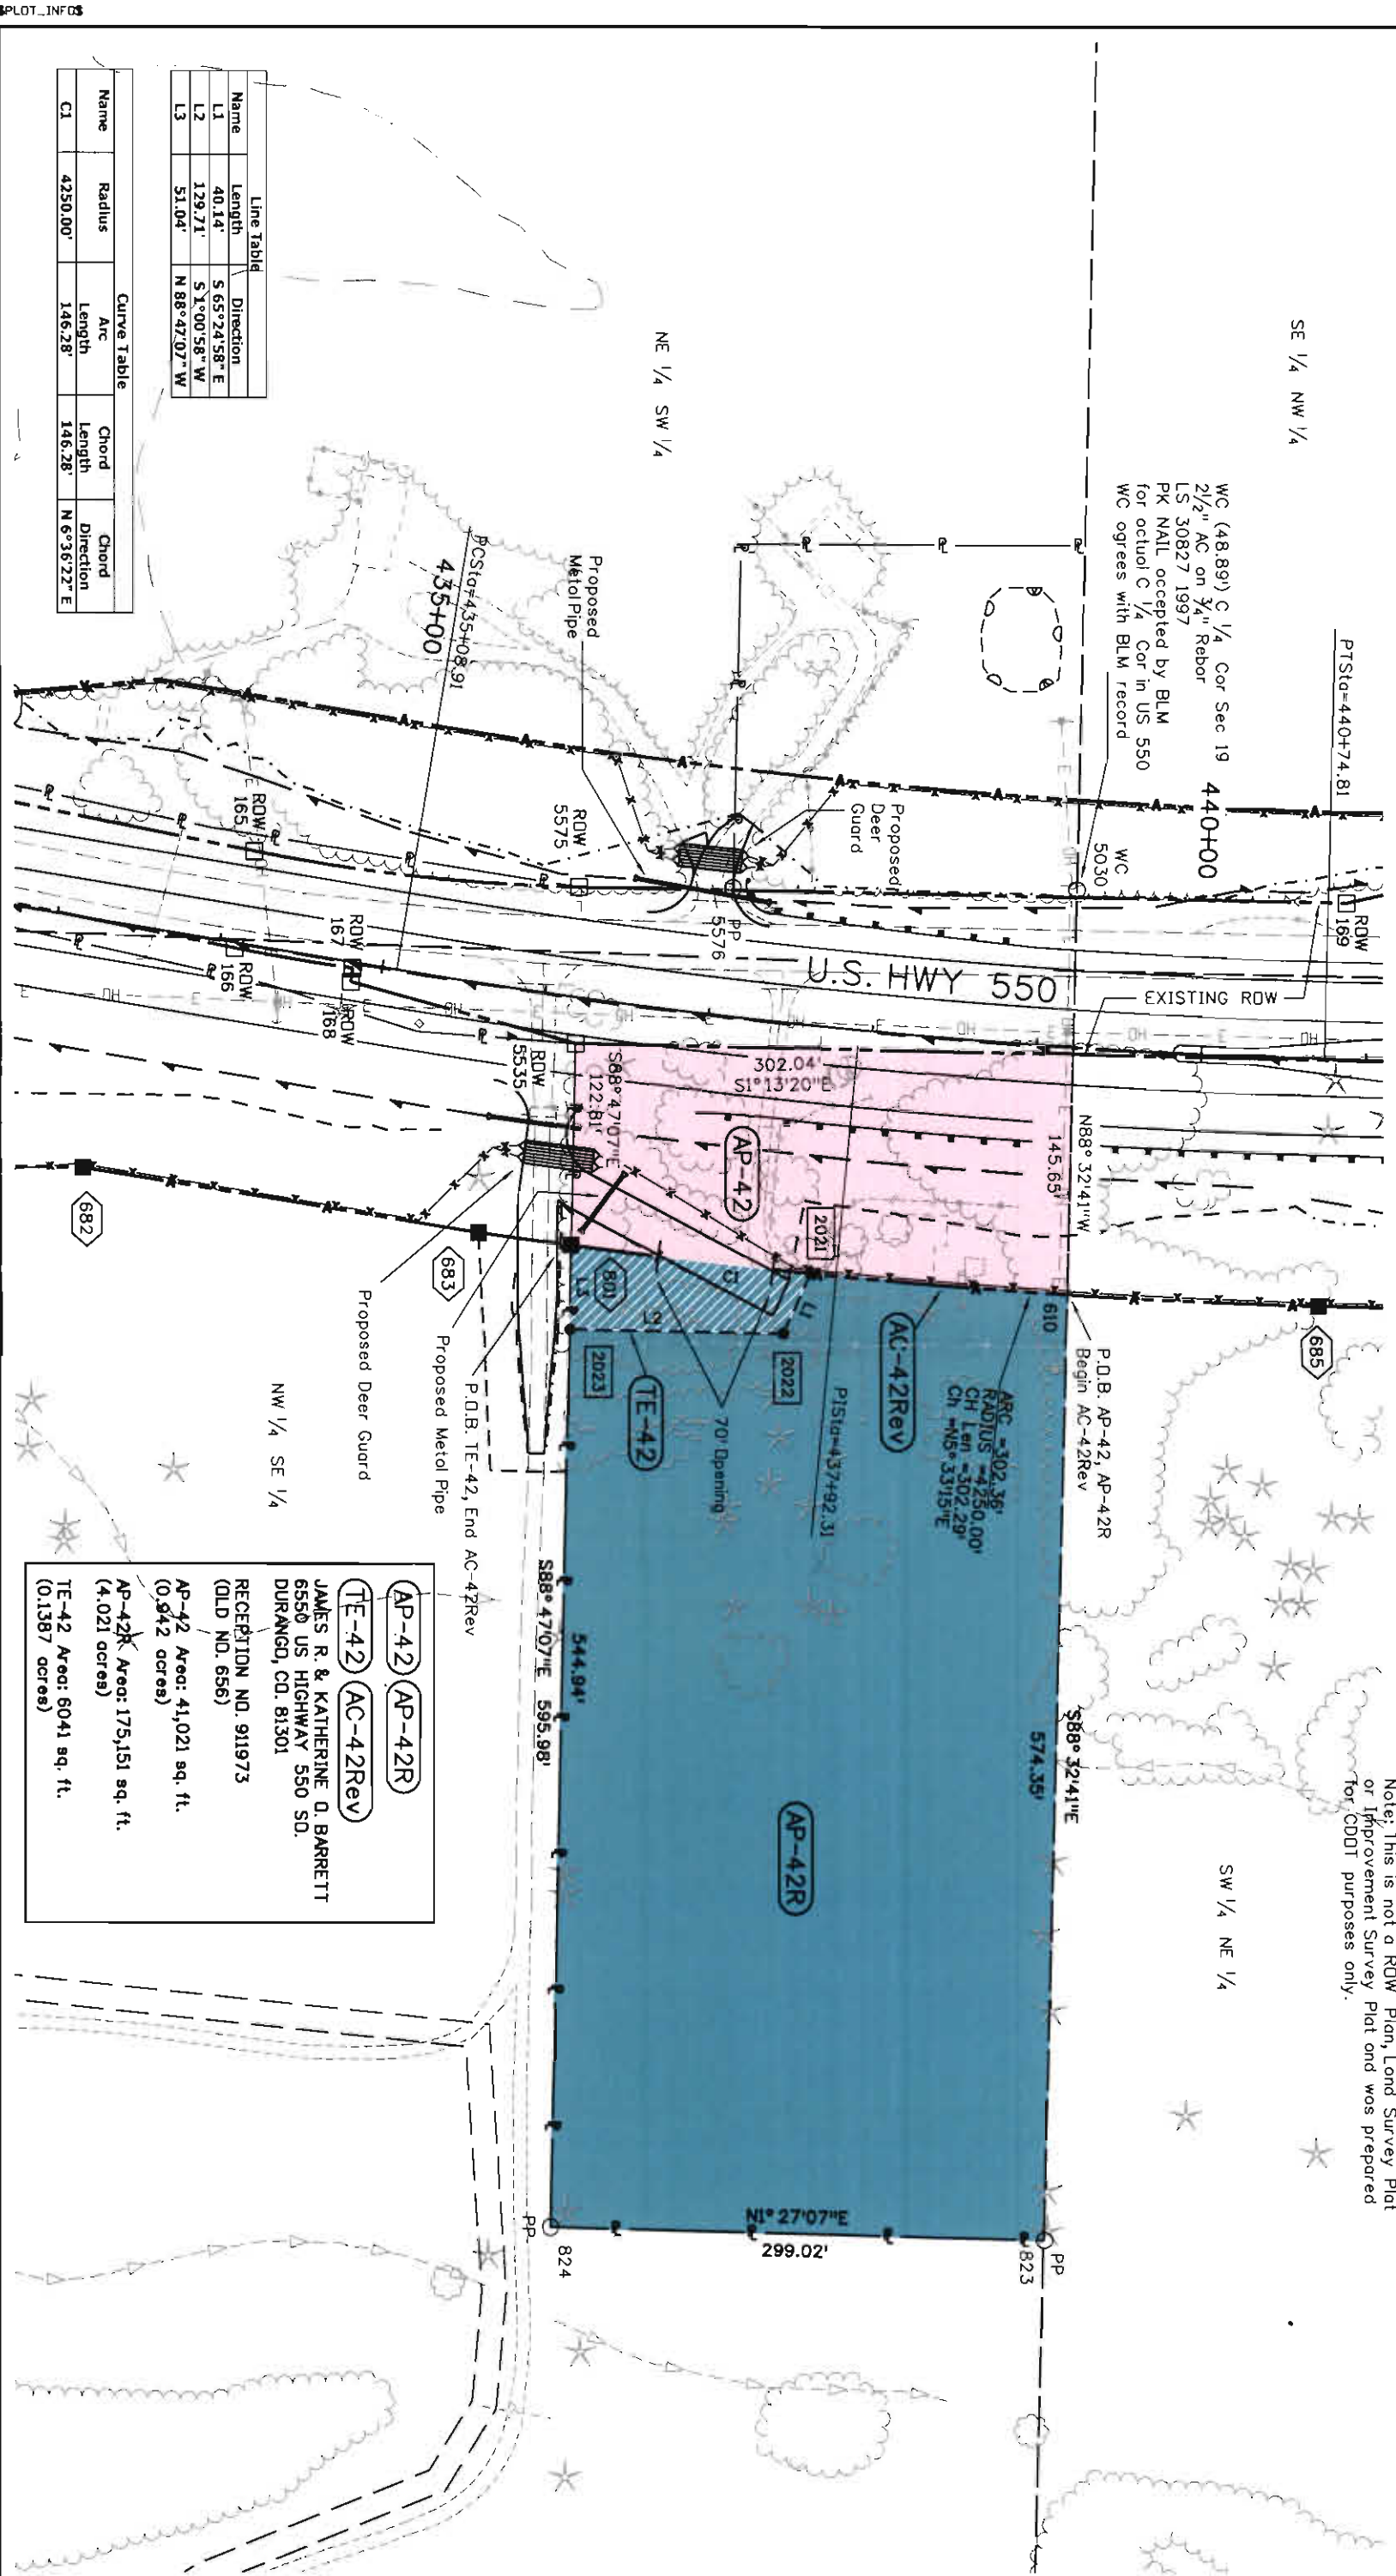 $PLOT_INFO$
Note: This is not a ROW Plan, Land Survey Plat
or Improvement Survey Plat and was prepared
for CDOT purposes only.
SE 1/4 NW 1/4
SW 1/4 NE 1/4
NE 1/4 SW 1/4
NW 1/4 SE 1/4
PTSta=440+74.81
WC (48.89') C 1/4 Cor Sec 19
2 1/2" AC on 3/4" Rebar
LS 30827 1997
PK NAIL accepted by BLM
for actual C 1/4 Cor in US 550
WC agrees with BLM record
440+00
WC
5030
ROW
169
EXISTING ROW
U.S. HWY 550
Proposed
Deer
Guard
Proposed
Metal Pipe
PP
5576
ROW
5575
PCSta=435+08.91
435+00
ROW
165
ROW
166
ROW
167
ROW
168
ROW
5535
302.04'
S1°13'20"E
S88°47'07"E
122.81'
N88°32'41"W
145.65'
AP-42
2021
610
685
P.O.B. AP-42, AP-42R
Begin AC-42Rev
AC-42Rev
ARC =302.36'
RADIUS =4250.00'
CH Len =302.29'
Ch =N5°33'15"E
PISta=437+92.31
70' Opening
2022
2023
801
L1
L2
L3
C1
TE-42
682
683
Proposed Deer Guard
Proposed Metal Pipe
P.O.B. TE-42, End AC-42Rev
S88°47'07"E 595.98'
544.94'
S88°32'41"E
574.35'
AP-42R
N1°27'07"E
299.02'
PP
823
PP
824
Line Table
Name Length Direction
L1 40.14' S 65°24'58" E
L2 129.71' S 1°00'58" W
L3 51.04' N 88°47'07" W
Curve Table
Name Radius Arc Length Chord Length Chord Direction
C1 4250.00' 146.28' 146.28' N 6°36'22" E
AP-42 AP-42R
TE-42 AC-42Rev
JAMES R. & KATHERINE O. BARRETT
6550 US HIGHWAY 550 SO.
DURANGO, CO. 81301
RECEPTION NO. 911973
(OLD NO. 656)
AP-42 Area: 41,021 sq. ft.
(0.942 acres)
AP-42R Area: 175,151 sq. ft.
(4.021 acres)
TE-42 Area: 6041 sq. ft.
(0.1387 acres)